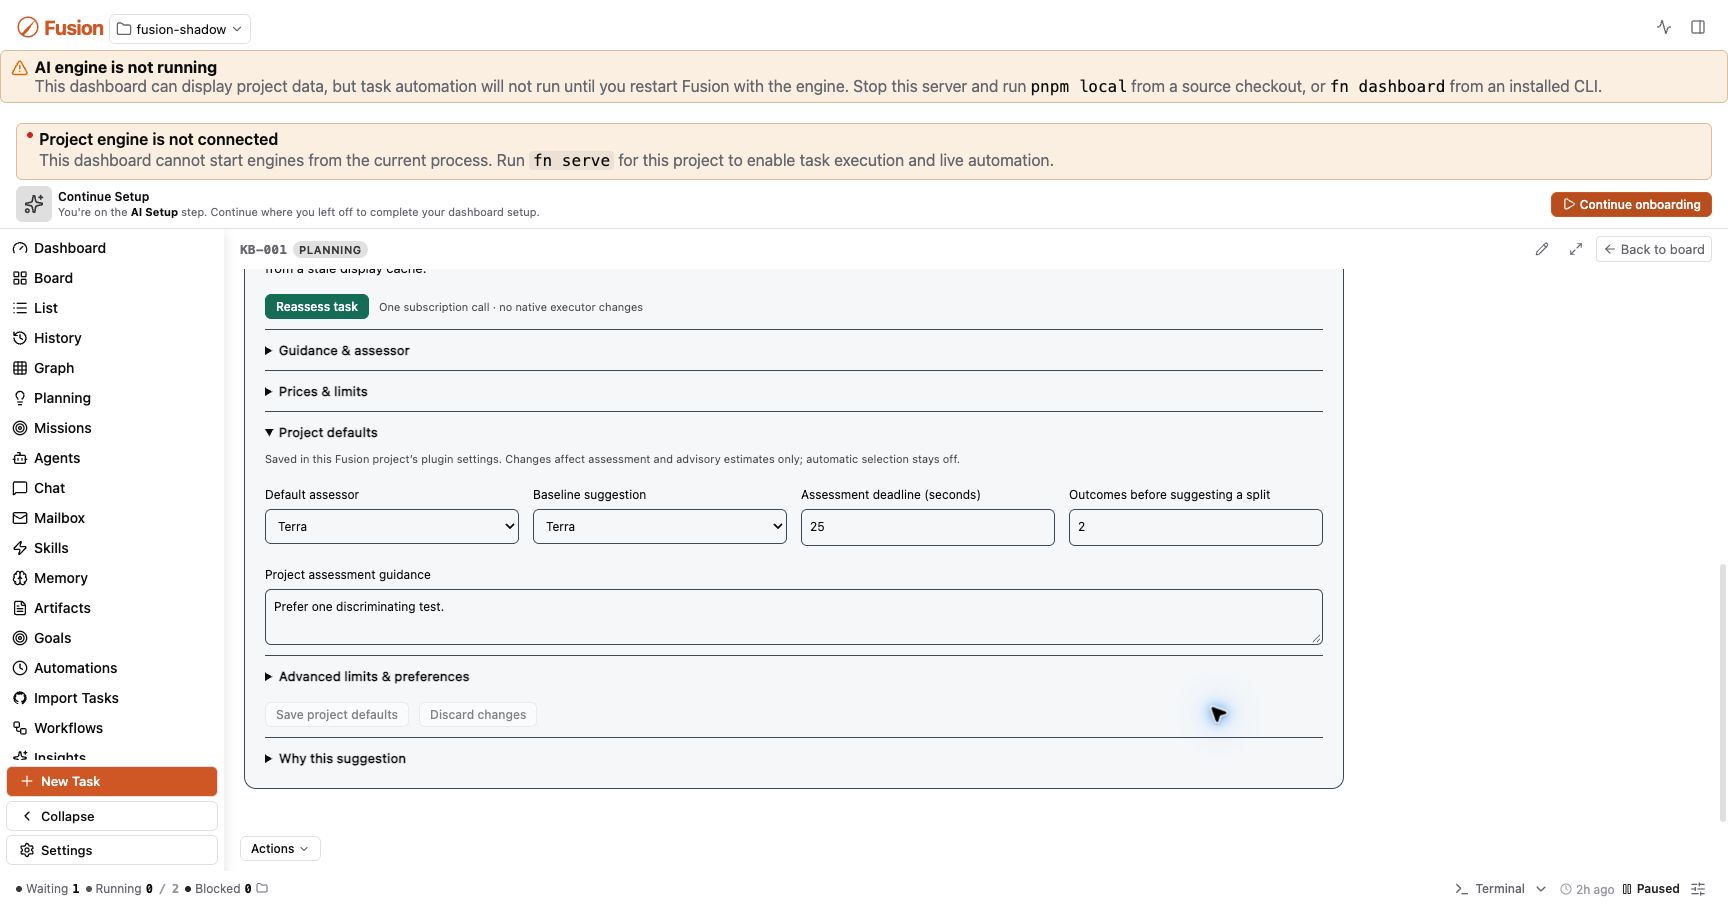 Fusion
fusion-shadow
AI engine is not running
This dashboard can display project data, but task automation will not run until you restart Fusion with the engine. Stop this server and run pnpm local from a source checkout, or fn dashboard from an installed CLI.
Project engine is not connected
This dashboard cannot start engines from the current process. Run fn serve for this project to enable task execution and live automation.
Continue Setup
You're on the AI Setup step. Continue where you left off to complete your dashboard setup.
Continue onboarding
Dashboard
Board
List
History
Graph
Planning
Missions
Agents
Chat
Mailbox
Skills
Memory
Artifacts
Goals
Automations
Import Tasks
Workflows
Insights
New Task
Collapse
Settings
KB-001 PLANNING
Back to board
from a stale display cache.
Reassess task One subscription call · no native executor changes
Guidance & assessor
Prices & limits
Project defaults
Saved in this Fusion project's plugin settings. Changes affect assessment and advisory estimates only; automatic selection stays off.
Default assessor Baseline suggestion Assessment deadline (seconds) Outcomes before suggesting a split
Terra Terra 25 2
Project assessment guidance
Prefer one discriminating test.
Advanced limits & preferences
Save project defaults Discard changes
Why this suggestion
Actions
Waiting 1 Running 0 / 2 Blocked 0
Terminal 2h ago Paused